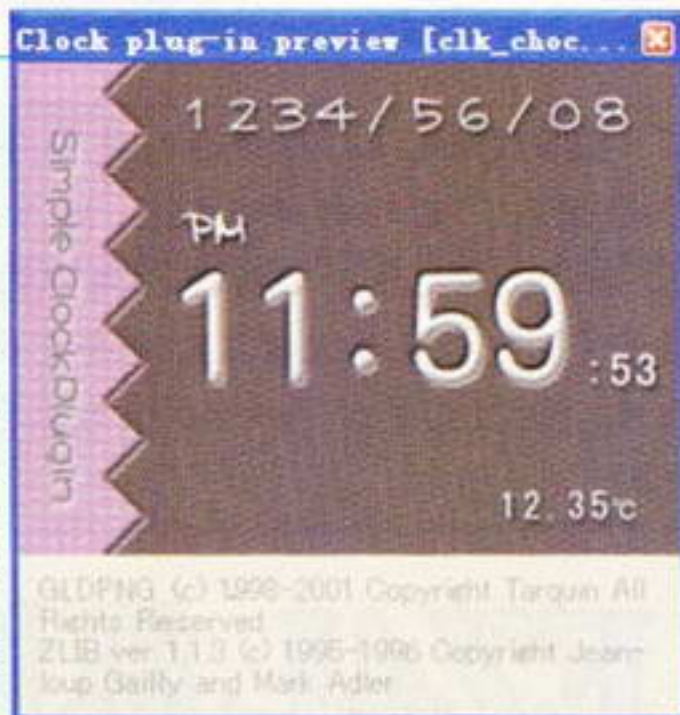 Clock plug-in preview [clk_choc...
Simple ClockPlugin
1234/56/08
PM
11:59:53
12.35℃
GLDPNG (c) 1998-2001 Copyright Tarquin All
Rights Reserved
ZLIB ver 1.1.3 (c) 1995-1996 Copyright Jean-
loup Gailly and Mark Adler